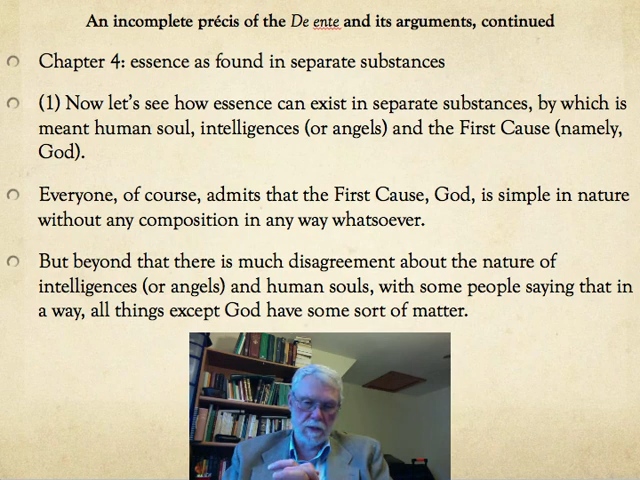 An incomplete précis of the De ente and its arguments, continued
Chapter 4: essence as found in separate substances
(1) Now let's see how essence can exist in separate substances, by which is
meant human soul, intelligences (or angels) and the First Cause (namely,
God).
Everyone, of course, admits that the First Cause, God, is simple in nature
without any composition in any way whatsoever.
But beyond that there is much disagreement about the nature of
intelligences (or angels) and human souls, with some people saying that in
a way, all things except God have some sort of matter.